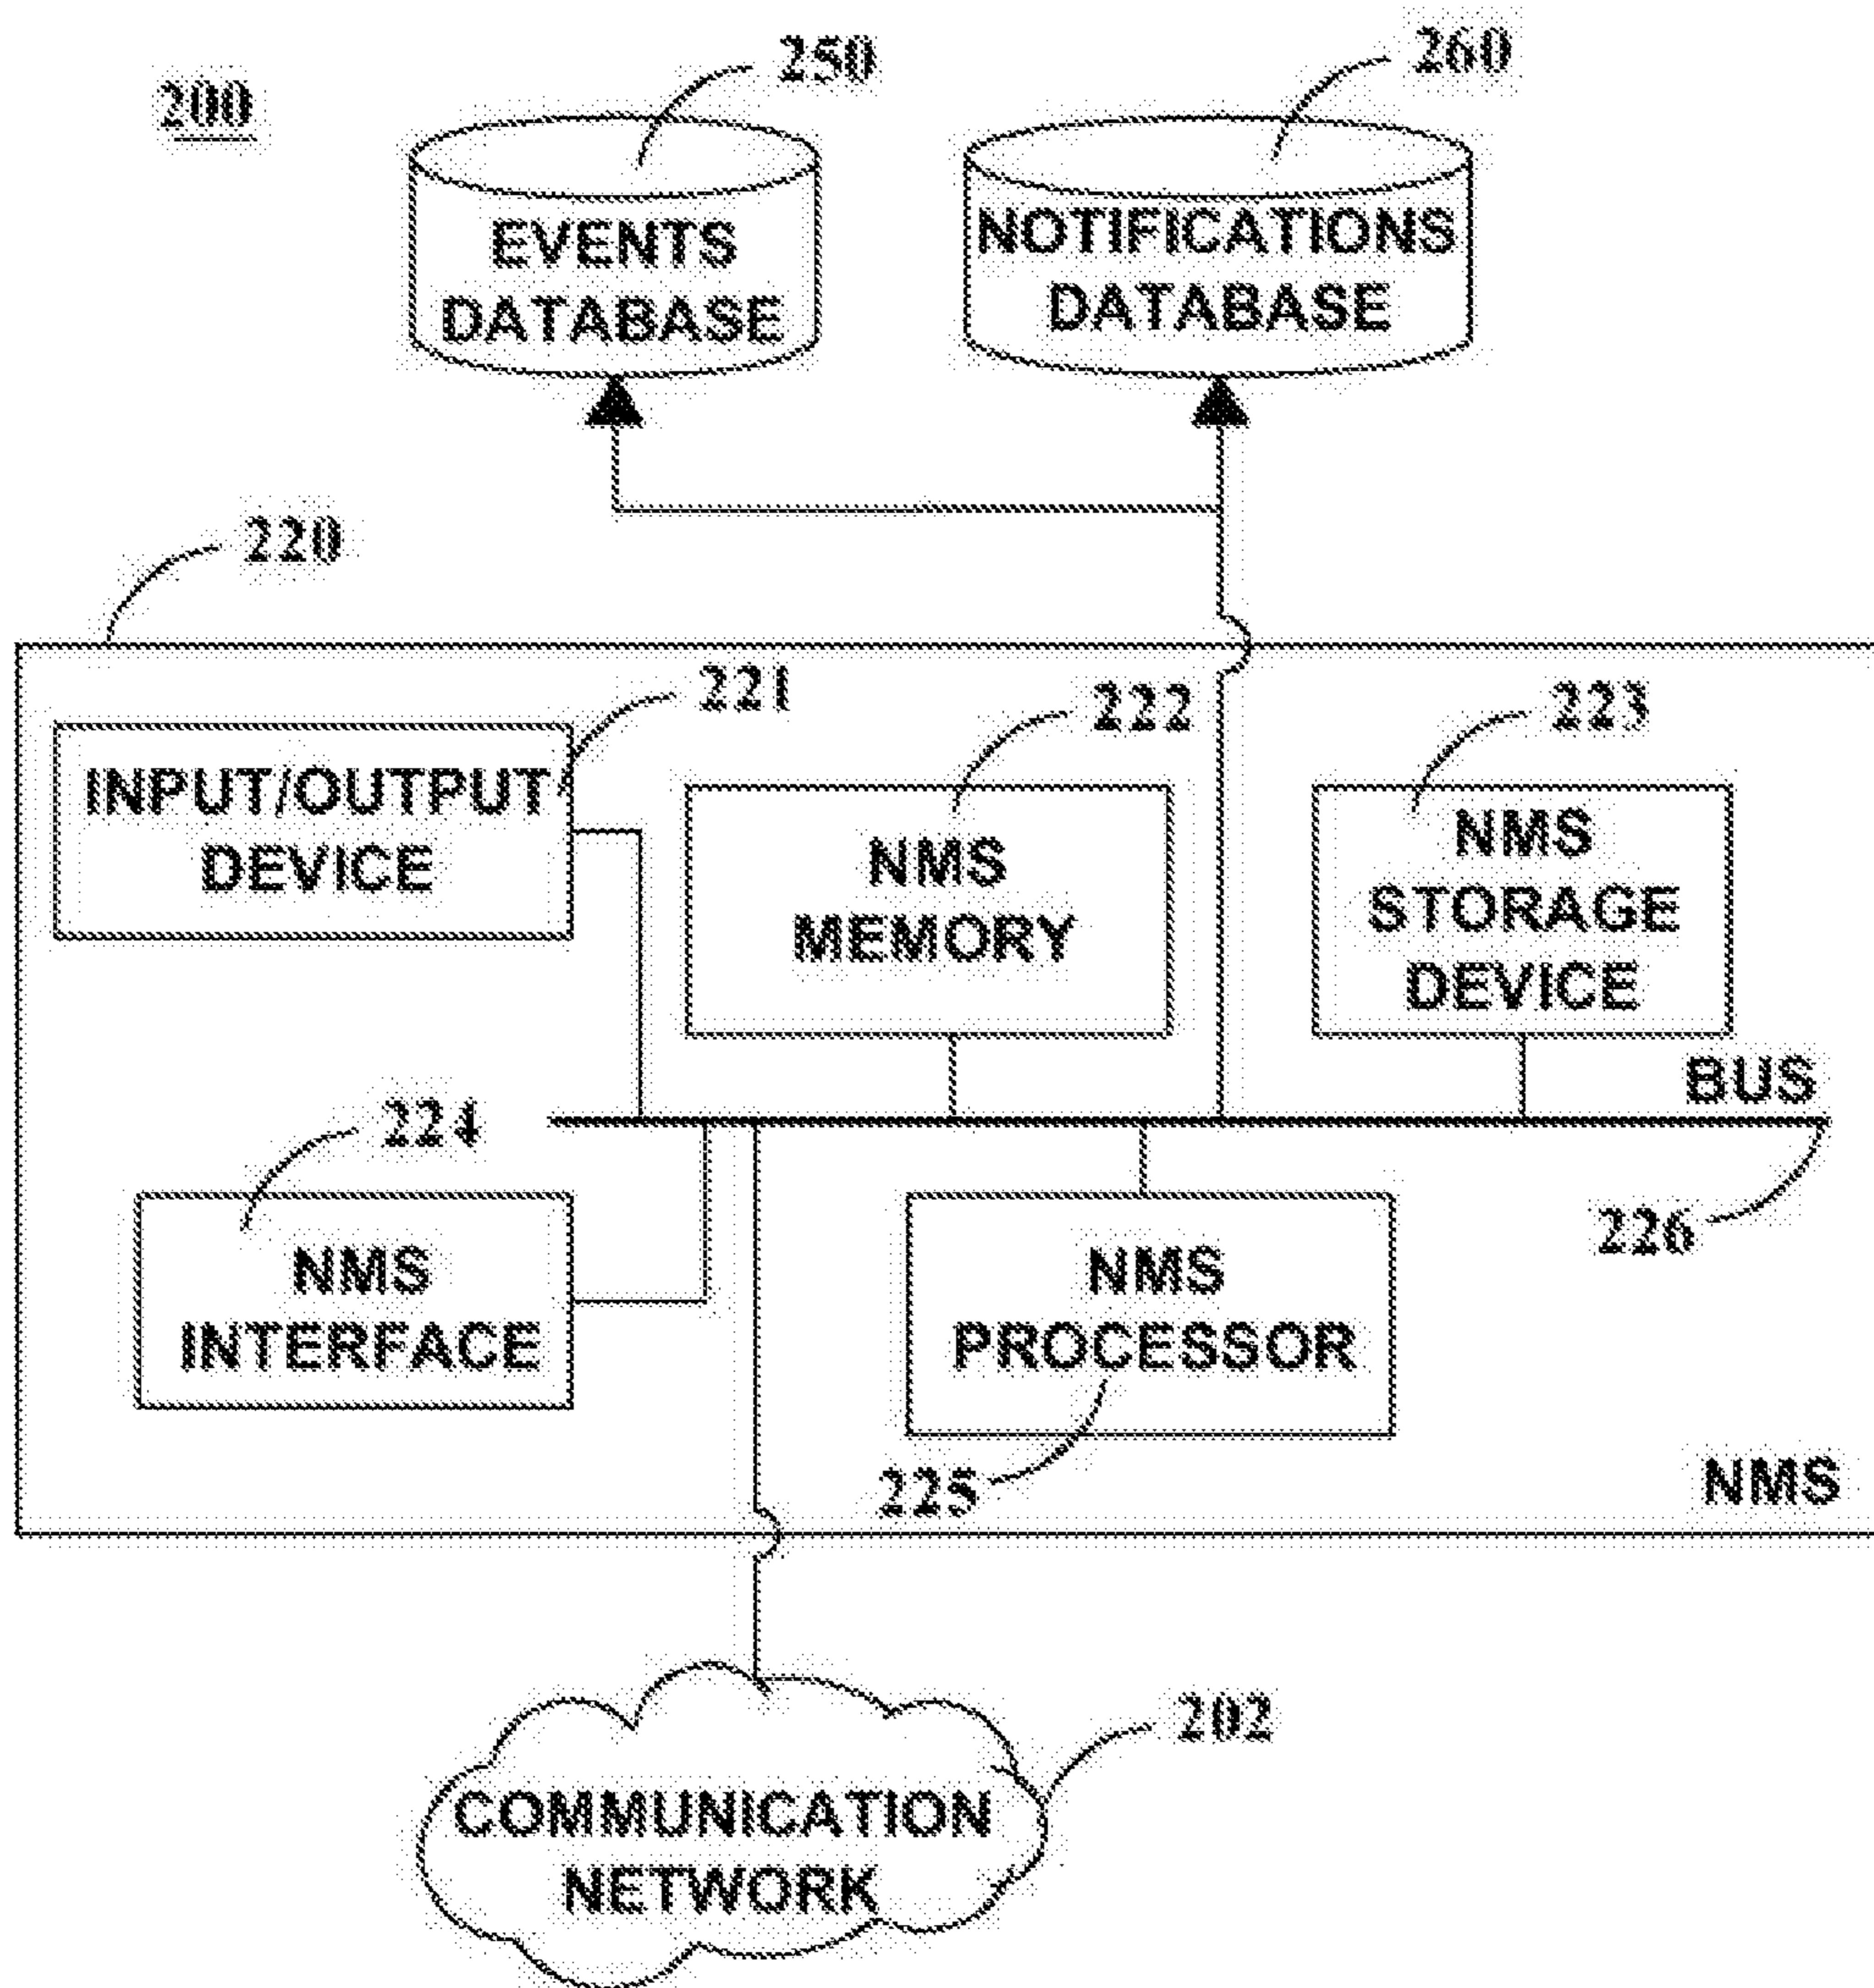 200
250
260
EVENTS
DATABASE
NOTIFICATIONS
DATABASE
220
221
222
223
INPUT/OUTPUT
DEVICE
NMS
MEMORY
NMS
STORAGE
DEVICE
BUS
224
226
NMS
INTERFACE
NMS
PROCESSOR
225
NMS
202
COMMUNICATION
NETWORK